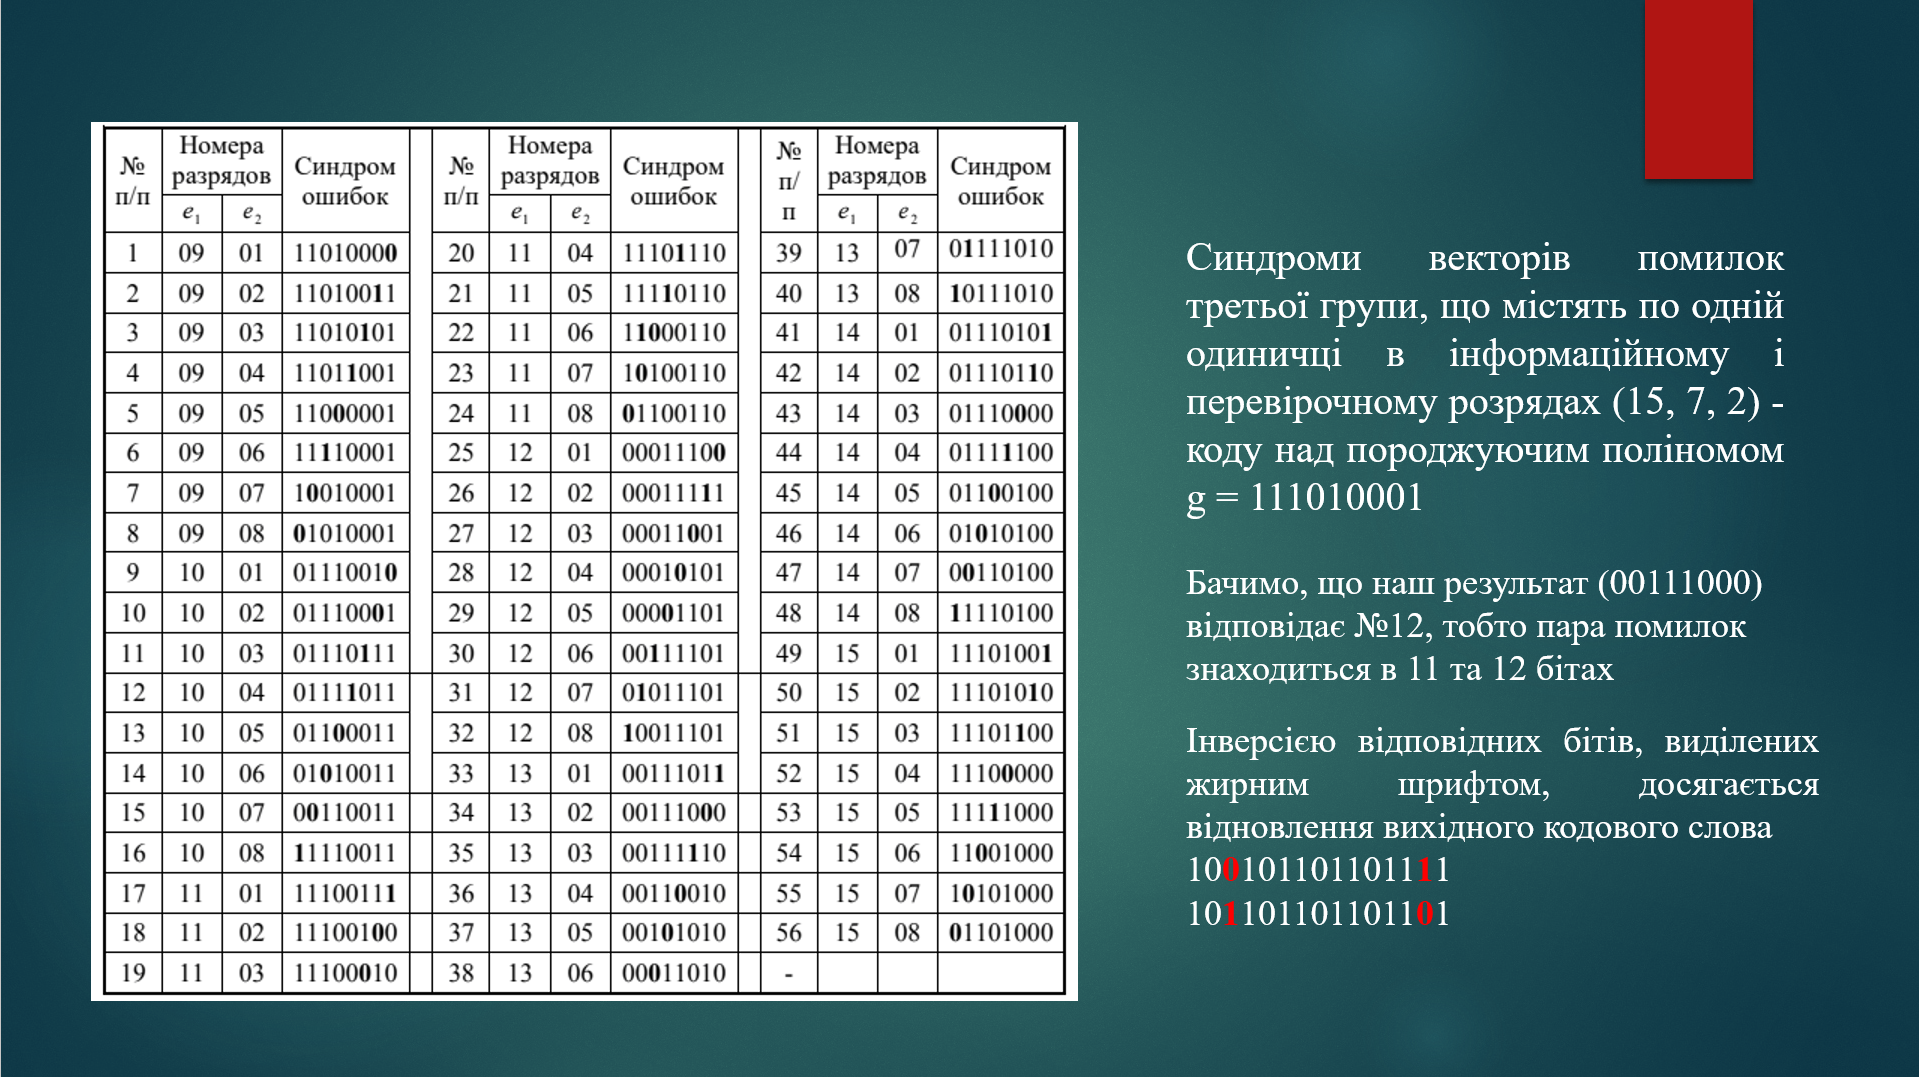 № п/п | Номера разрядов | Синдром ошибок | № п/п | Номера разрядов | Синдром ошибок | № п/п | Номера разрядов | Синдром ошибок
e1 | e2 | e1 | e2 | e1 | e2
1 | 09 | 01 | 11010000 | 20 | 11 | 04 | 11101110 | 39 | 13 | 07 | 01111010
2 | 09 | 02 | 11010011 | 21 | 11 | 05 | 11110110 | 40 | 13 | 08 | 10111010
3 | 09 | 03 | 11010101 | 22 | 11 | 06 | 11000110 | 41 | 14 | 01 | 01110101
4 | 09 | 04 | 11011001 | 23 | 11 | 07 | 10100110 | 42 | 14 | 02 | 01110110
5 | 09 | 05 | 11000001 | 24 | 11 | 08 | 01100110 | 43 | 14 | 03 | 01110000
6 | 09 | 06 | 11110001 | 25 | 12 | 01 | 00011100 | 44 | 14 | 04 | 01111100
7 | 09 | 07 | 10010001 | 26 | 12 | 02 | 00011111 | 45 | 14 | 05 | 01100100
8 | 09 | 08 | 01010001 | 27 | 12 | 03 | 00011001 | 46 | 14 | 06 | 01010100
9 | 10 | 01 | 01110010 | 28 | 12 | 04 | 00010101 | 47 | 14 | 07 | 00110100
10 | 10 | 02 | 01110001 | 29 | 12 | 05 | 00001101 | 48 | 14 | 08 | 11110100
11 | 10 | 03 | 01110111 | 30 | 12 | 06 | 00111101 | 49 | 15 | 01 | 11101001
12 | 10 | 04 | 01111011 | 31 | 12 | 07 | 01011101 | 50 | 15 | 02 | 11101010
13 | 10 | 05 | 01100011 | 32 | 12 | 08 | 10011101 | 51 | 15 | 03 | 11101100
14 | 10 | 06 | 01010011 | 33 | 13 | 01 | 00111011 | 52 | 15 | 04 | 11100000
15 | 10 | 07 | 00110011 | 34 | 13 | 02 | 00111000 | 53 | 15 | 05 | 11111000
16 | 10 | 08 | 11110011 | 35 | 13 | 03 | 00111110 | 54 | 15 | 06 | 11001000
17 | 11 | 01 | 11100111 | 36 | 13 | 04 | 00110010 | 55 | 15 | 07 | 10101000
18 | 11 | 02 | 11100100 | 37 | 13 | 05 | 00101010 | 56 | 15 | 08 | 01101000
19 | 11 | 03 | 11100010 | 38 | 13 | 06 | 00011010 | -
Синдроми векторів помилок
третьої групи, що містять по одній
одиничці в інформаційному і
перевірочному розрядах (15, 7, 2) -
коду над породжуючим поліномом
g = 111010001
Бачимо, що наш результат (00111000)
відповідає №12, тобто пара помилок
знаходиться в 11 та 12 бітах
Інверсією відповідних бітів, виділених
жирним шрифтом, досягається
відновлення вихідного кодового слова
100101101101111
101101101101101